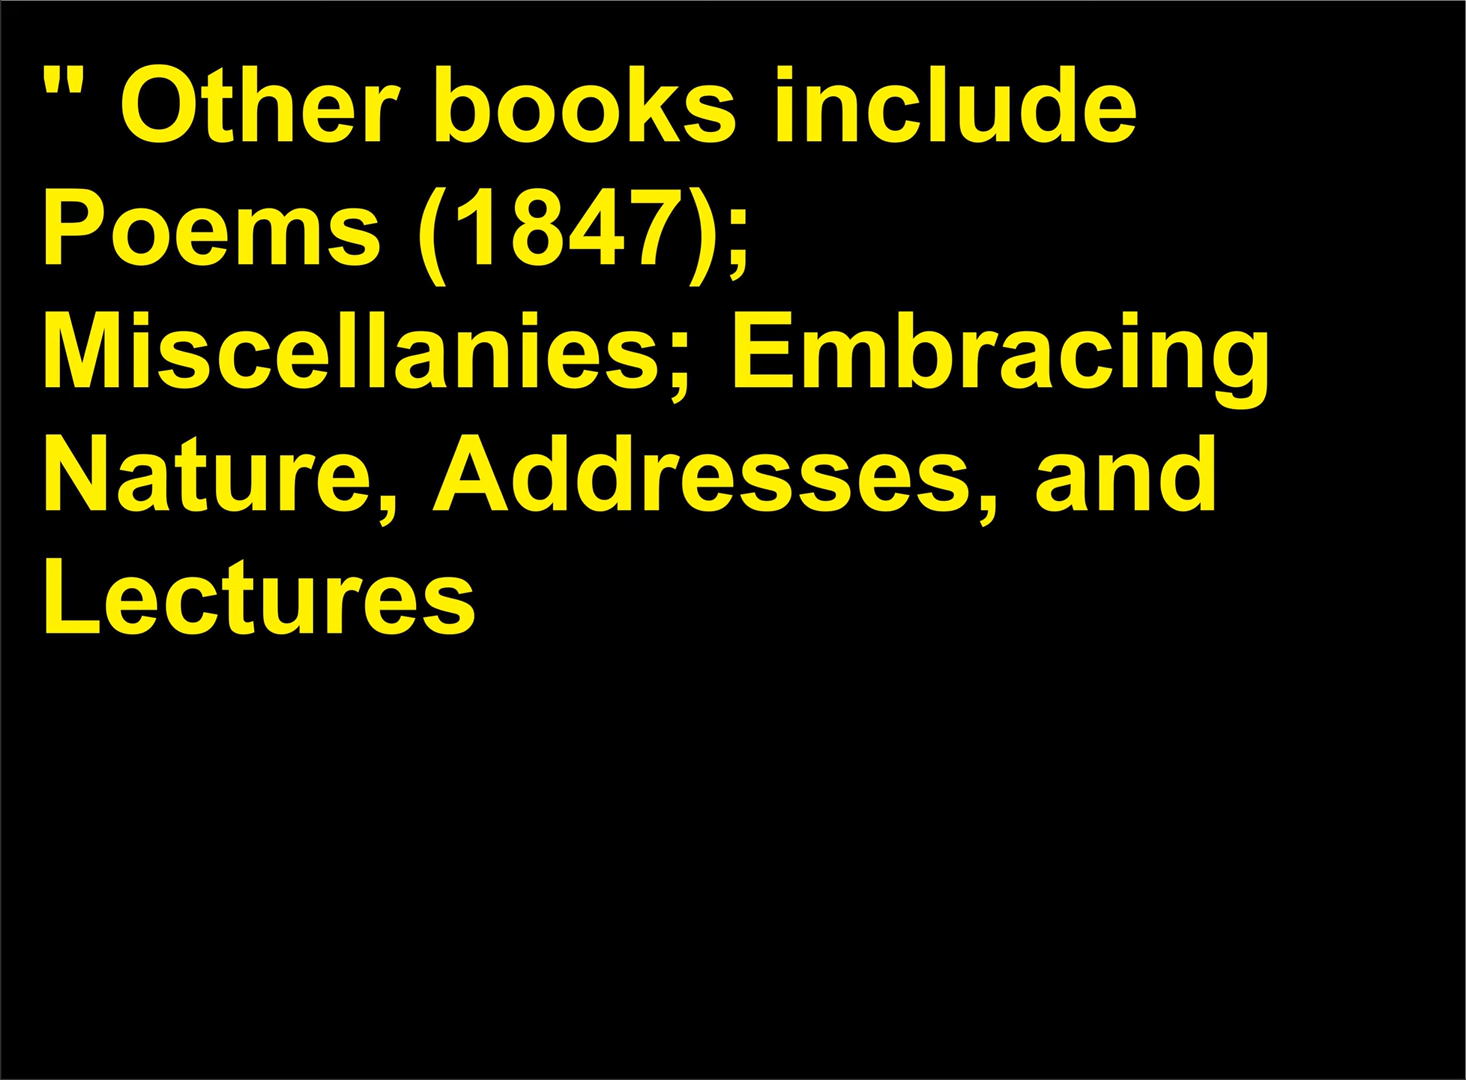 " Other books include
Poems (1847);
Miscellanies; Embracing
Nature, Addresses, and
Lectures